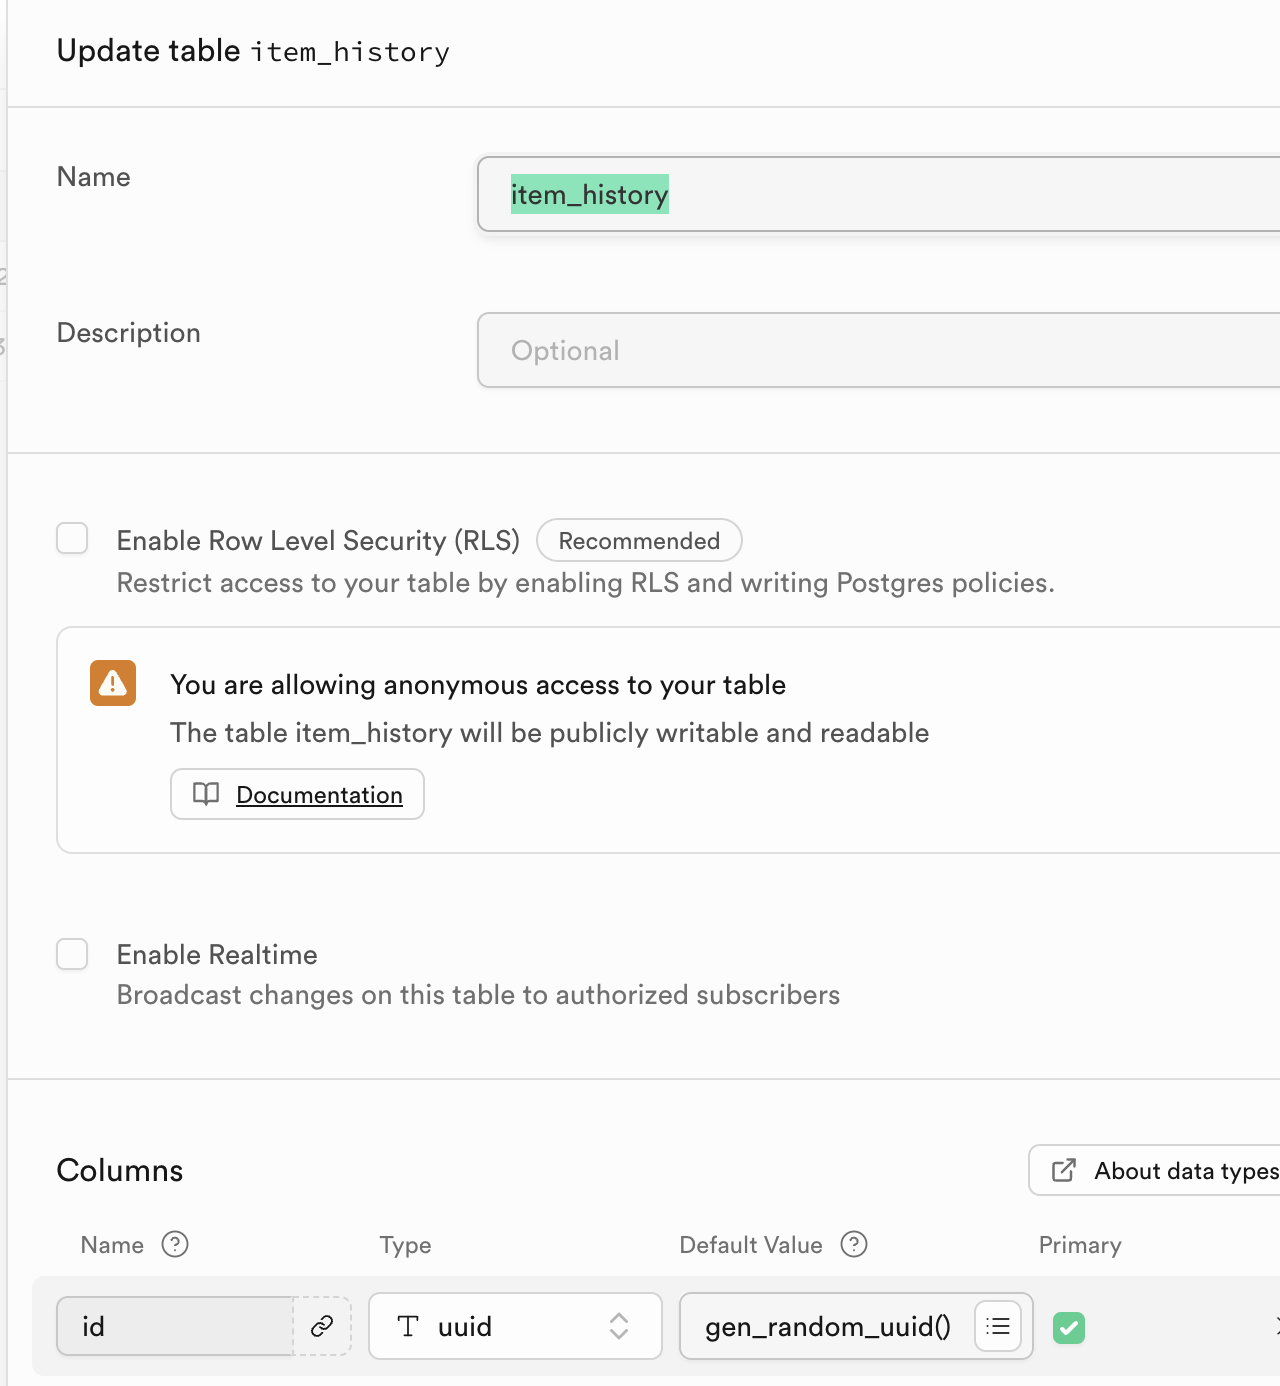 Update table item_history
Name
item_history
Description
Optional
Enable Row Level Security (RLS) Recommended
Restrict access to your table by enabling RLS and writing Postgres policies.
You are allowing anonymous access to your table
The table item_history will be publicly writable and readable
Documentation
Enable Realtime
Broadcast changes on this table to authorized subscribers
Columns
About data types
Name Type Default Value Primary
id T uuid gen_random_uuid()